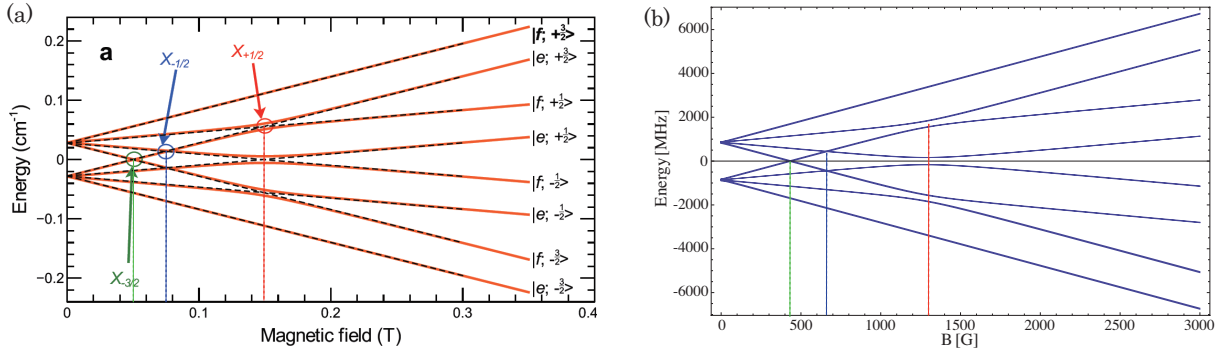 (a)
a
0.2
0.1
0
−0.1
−0.2
Energy (cm⁻¹)
X-3/2
X-1/2
X+1/2
|f; +3/2>
|e; +3/2>
|f; +1/2>
|e; +1/2>
|f; -1/2>
|e; -1/2>
|f; -3/2>
|e; -3/2>
0 0.1 0.2 0.3 0.4
Magnetic field (T)
(b)
6000
4000
2000
0
-2000
-4000
-6000
Energy [MHz]
0 500 1000 1500 2000 2500 3000
B [G]